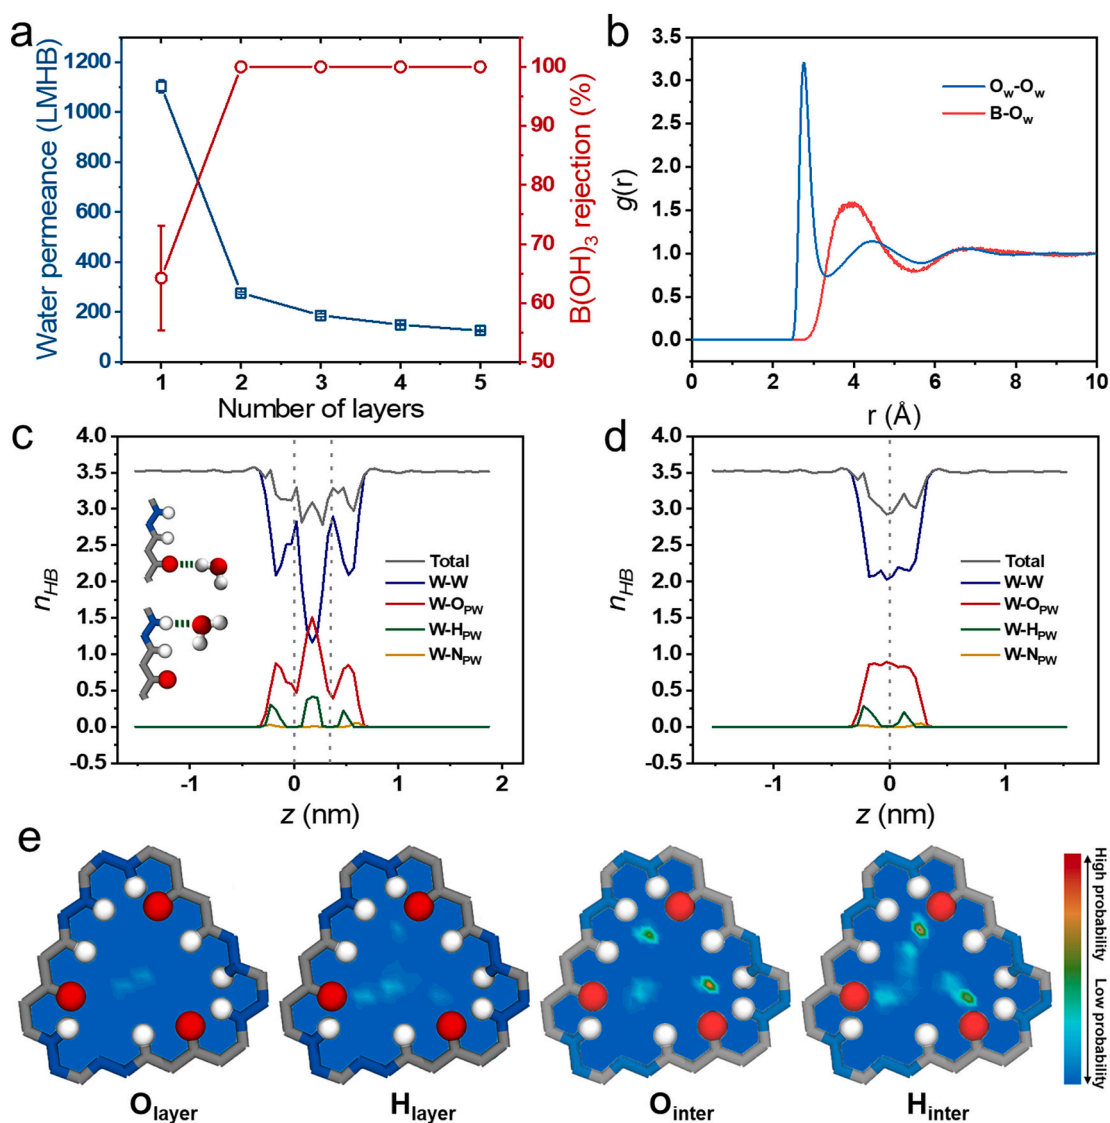 a
Water permeance (LMHB)
1200
1000
800
600
400
200
0
1 2 3 4 5
Number of layers
100
90
80
70
60
50
B(OH)3 rejection (%)
b
g(r)
3.5
3.0
2.5
2.0
1.5
1.0
0.5
0.0
0 2 4 6 8 10
r (Å)
Ow-Ow
B-Ow
c
nHB
4.0
3.5
3.0
2.5
2.0
1.5
1.0
0.5
0.0
-0.5
-1 0 1 2
z (nm)
Total
W-W
W-OPW
W-HPW
W-NPW
d
nHB
4.0
3.5
3.0
2.5
2.0
1.5
1.0
0.5
0.0
-0.5
-1 0 1
z (nm)
Total
W-W
W-OPW
W-HPW
W-NPW
e
Olayer
Hlayer
Ointer
Hinter
High probability
Low probability